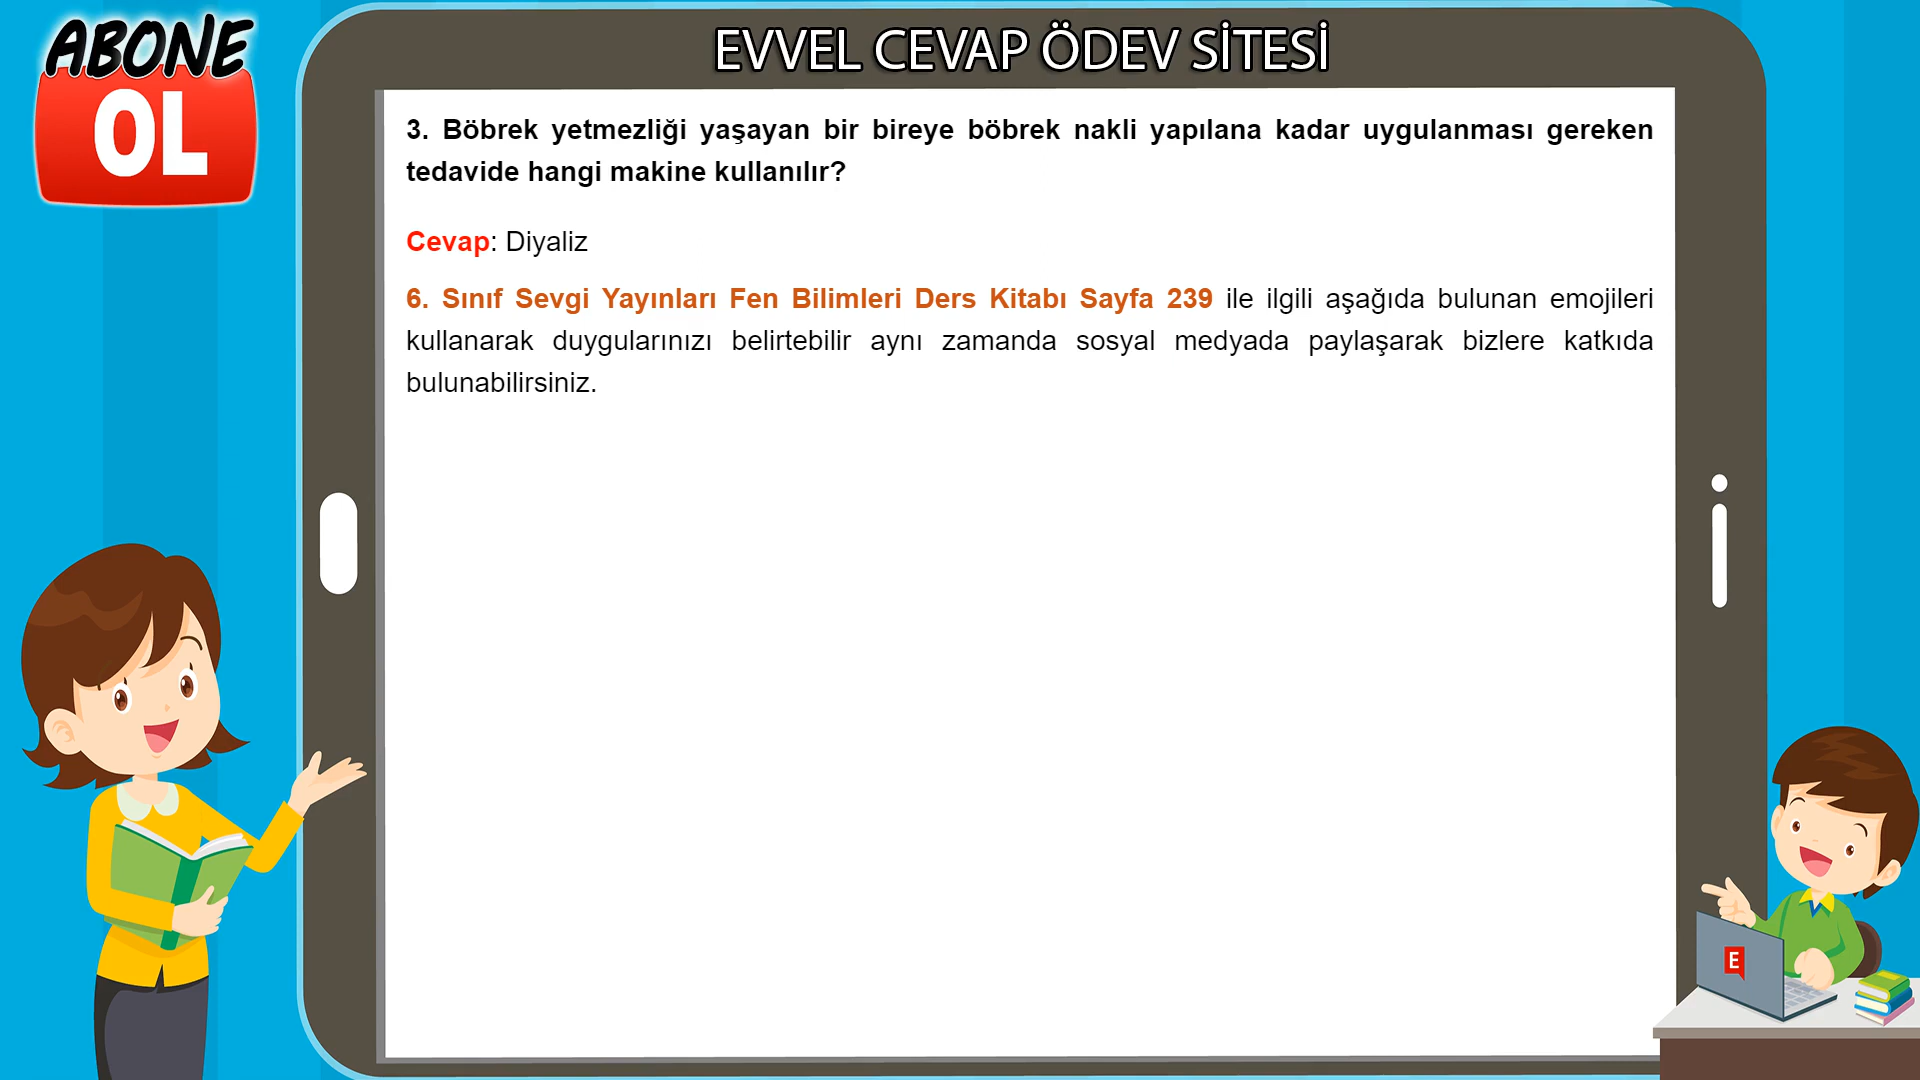 ABONE
OL
EVVEL CEVAP ÖDEV SİTESİ
3. Böbrek yetmezliği yaşayan bir bireye böbrek nakli yapılana kadar uygulanması gereken
tedavide hangi makine kullanılır?
Cevap: Diyaliz
6. Sınıf Sevgi Yayınları Fen Bilimleri Ders Kitabı Sayfa 239 ile ilgili aşağıda bulunan emojileri
kullanarak duygularınızı belirtebilir aynı zamanda sosyal medyada paylaşarak bizlere katkıda
bulunabilirsiniz.
E